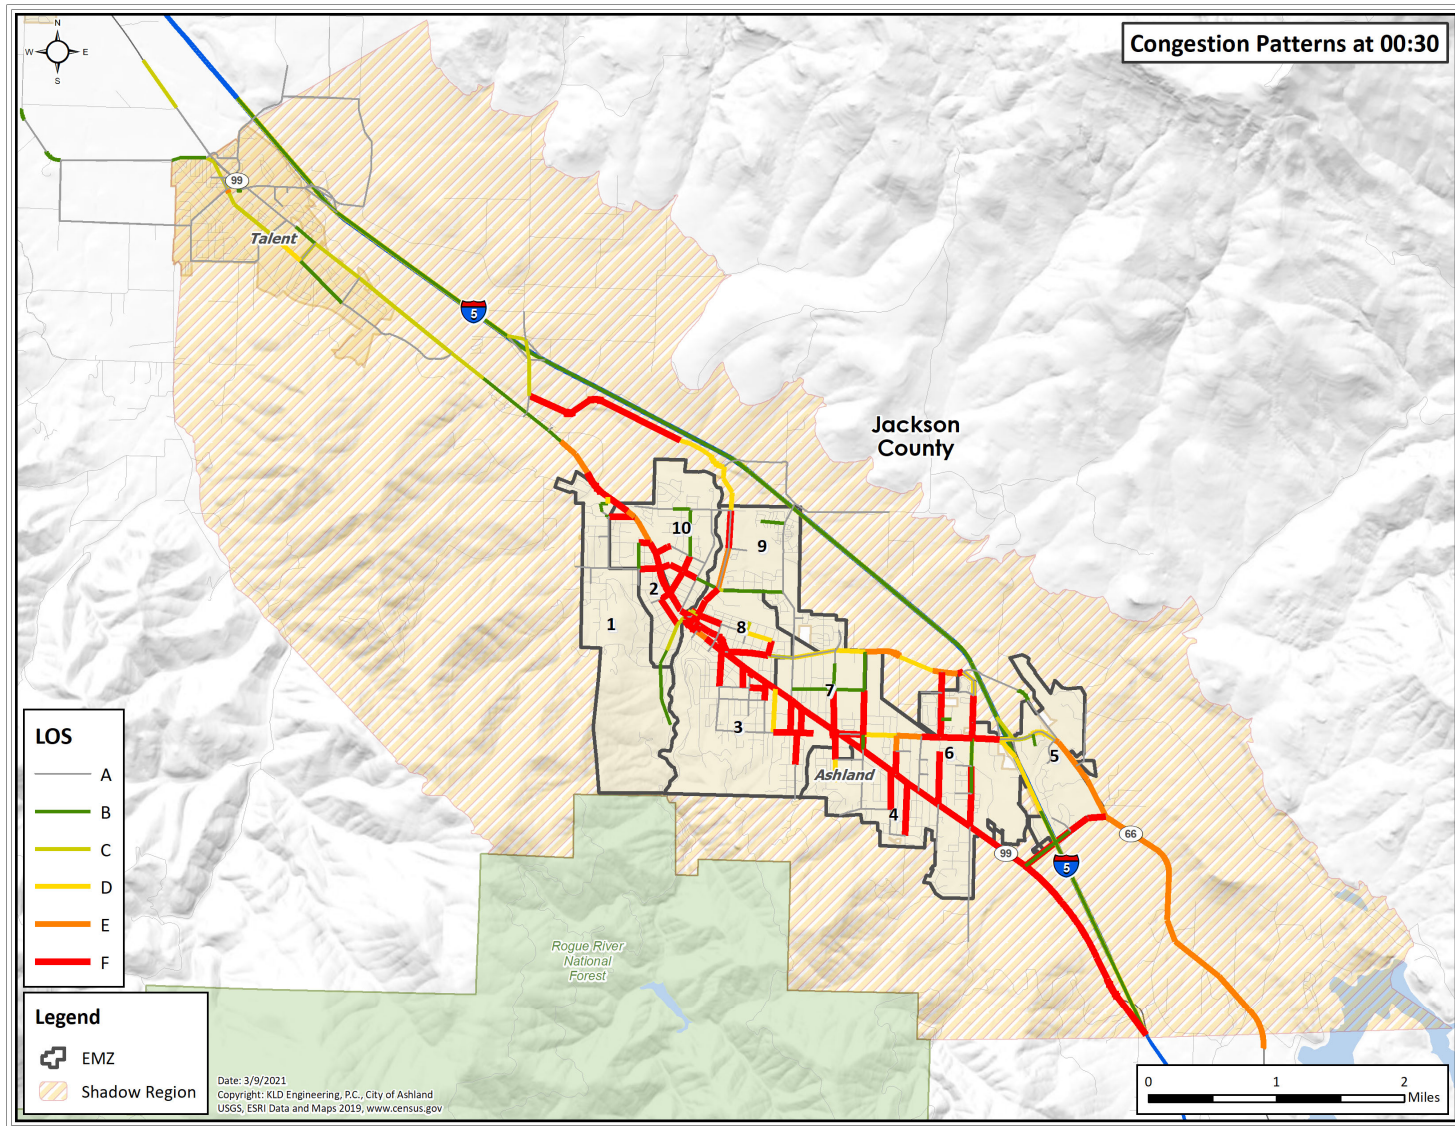 N
W
E
S
Congestion Patterns at 00:30
99
Talent
5
Jackson
County
10
9
2
1
8
7
3
6
5
Ashland
4
99
66
5
Rogue River
National
Forest
LOS
A
B
C
D
E
F
Legend
EMZ
Shadow Region
Date: 3/9/2021
Copyright: KLD Engineering, P.C., City of Ashland
USGS, ESRI Data and Maps 2019, www.census.gov
0 1 2
Miles